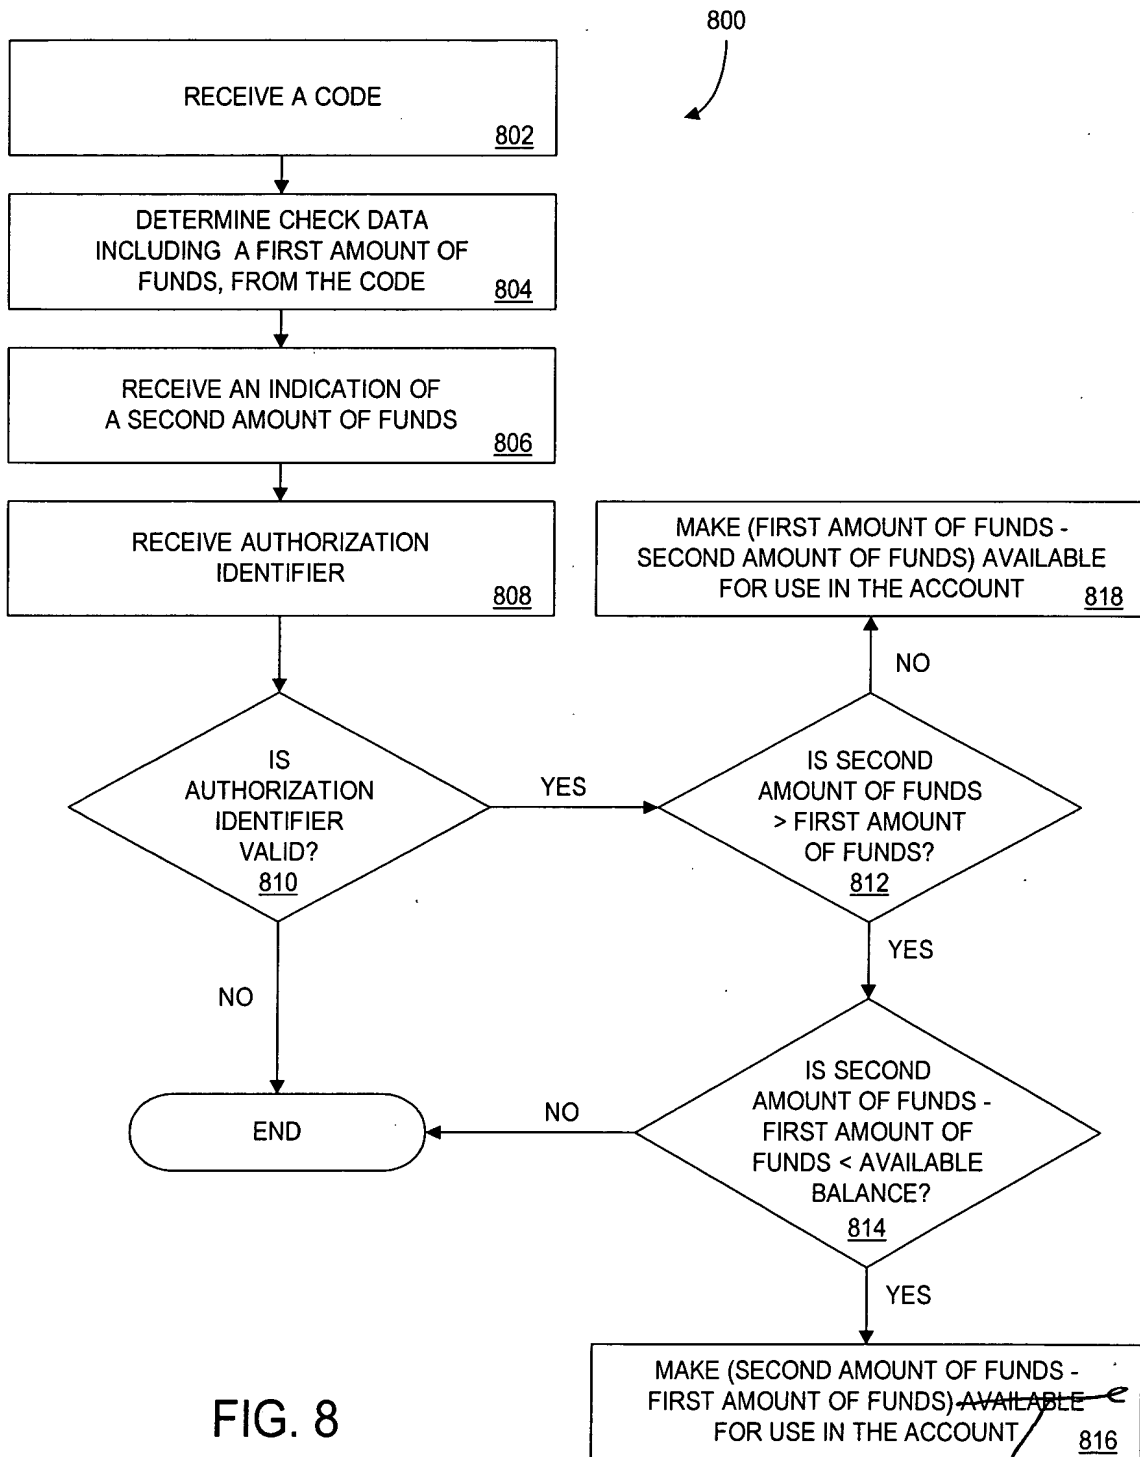 800
RECEIVE A CODE
802
DETERMINE CHECK DATA
INCLUDING A FIRST AMOUNT OF
FUNDS, FROM THE CODE
804
RECEIVE AN INDICATION OF
A SECOND AMOUNT OF FUNDS
806
RECEIVE AUTHORIZATION
IDENTIFIER
808
MAKE (FIRST AMOUNT OF FUNDS -
SECOND AMOUNT OF FUNDS) AVAILABLE
FOR USE IN THE ACCOUNT
818
NO
IS
AUTHORIZATION
IDENTIFIER
VALID?
810
YES
IS SECOND
AMOUNT OF FUNDS
> FIRST AMOUNT
OF FUNDS?
812
YES
NO
END
NO
IS SECOND
AMOUNT OF FUNDS -
FIRST AMOUNT OF
FUNDS < AVAILABLE
BALANCE?
814
YES
MAKE (SECOND AMOUNT OF FUNDS -
FIRST AMOUNT OF FUNDS) AVAILABLE
FOR USE IN THE ACCOUNT
816
FIG. 8